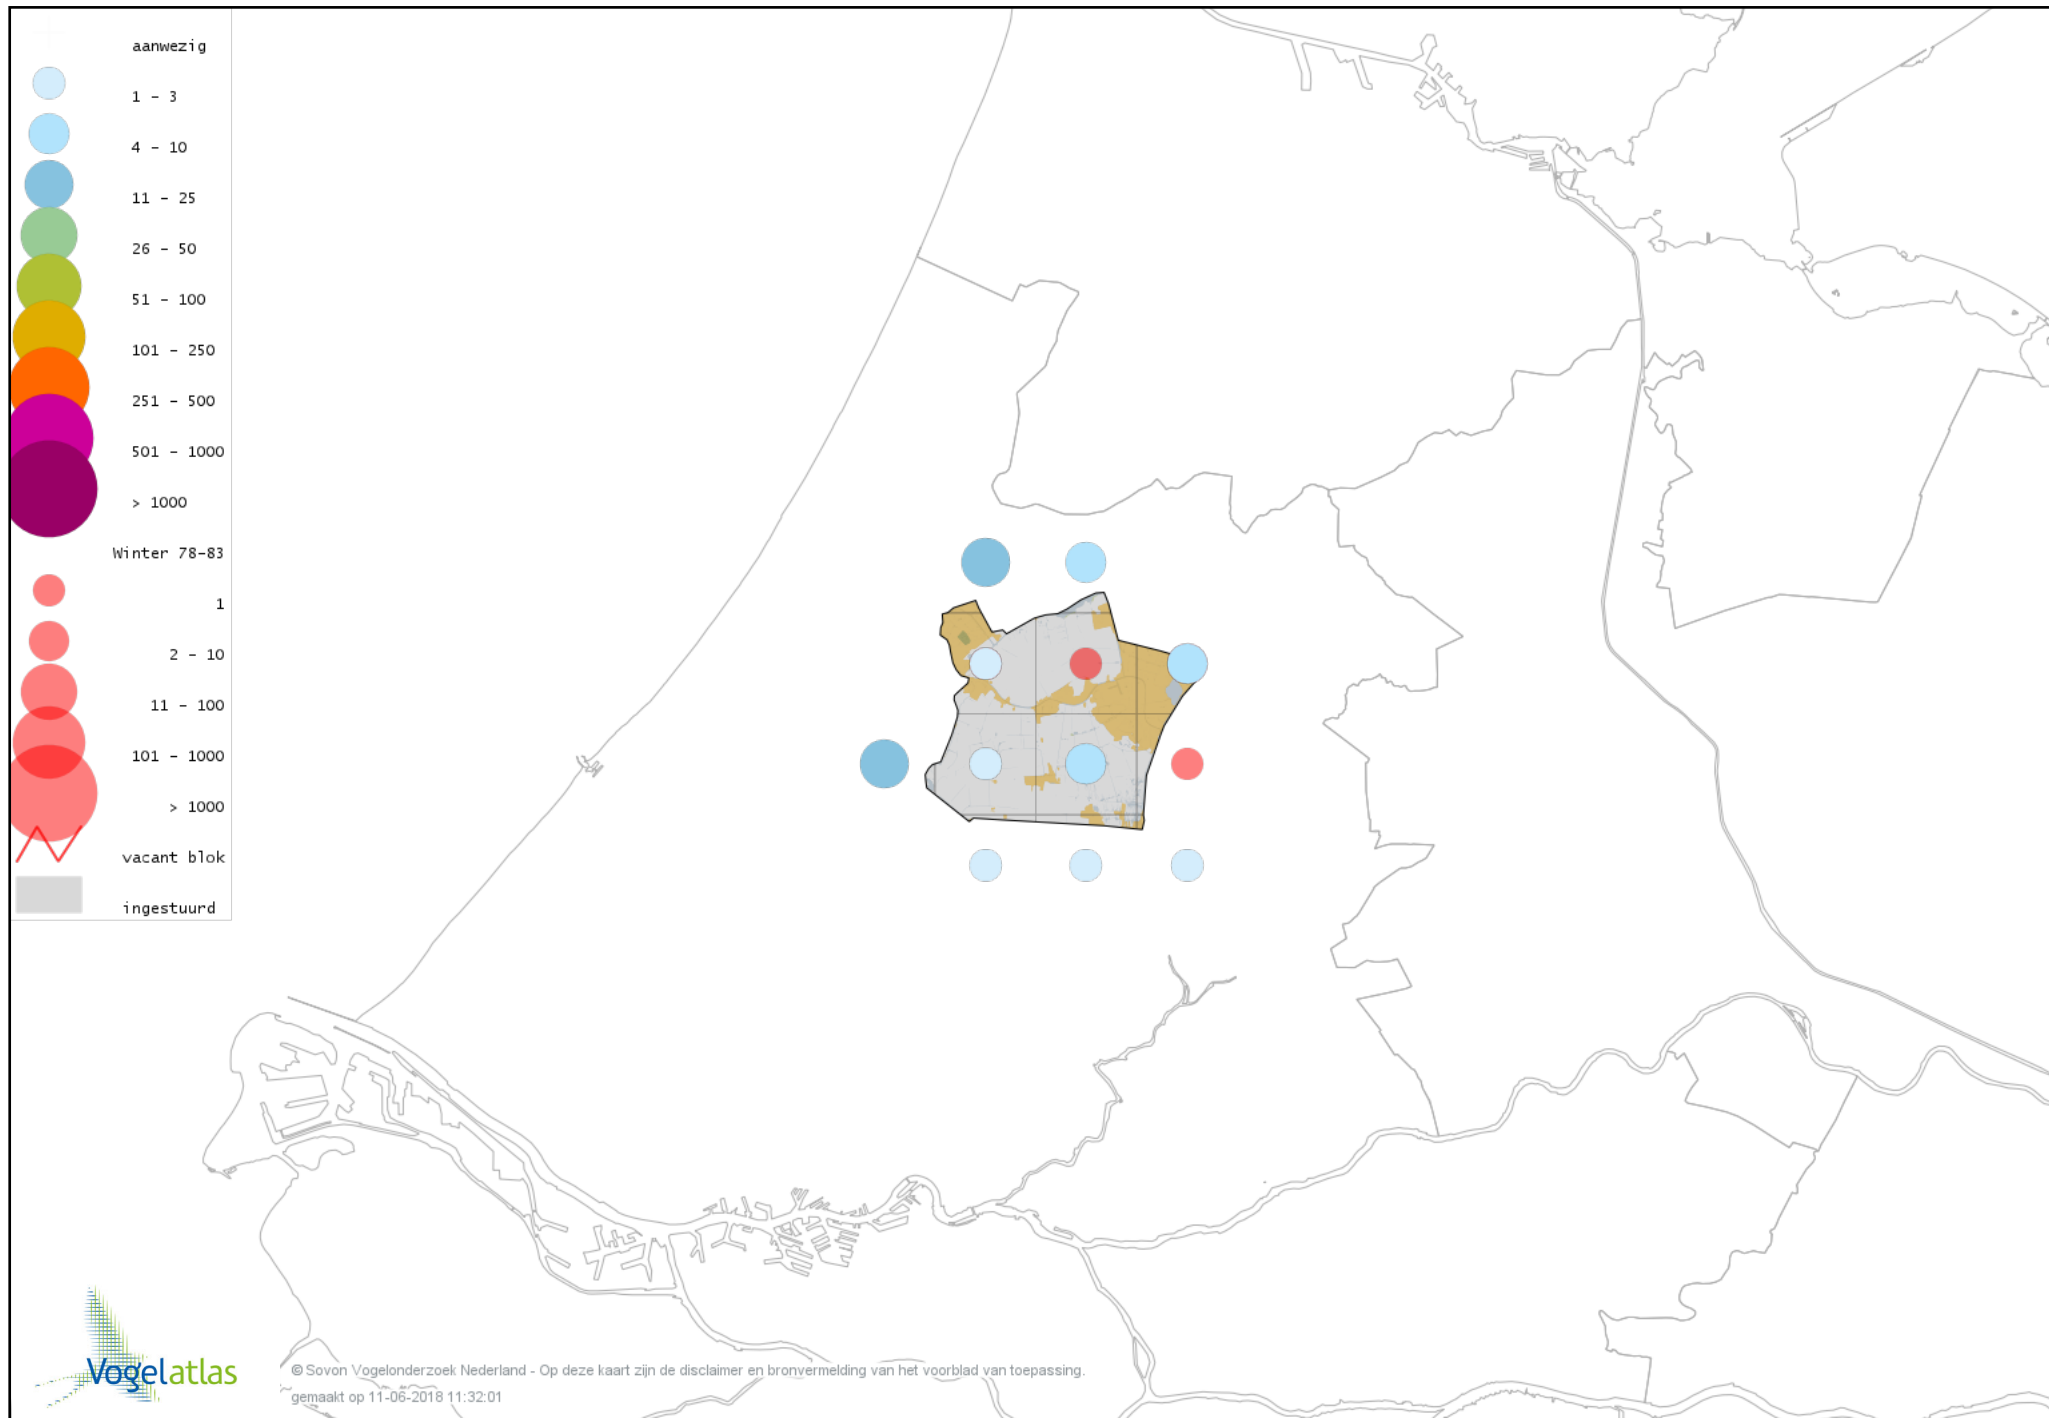 aanwezig
1 - 3
4 - 10
11 - 25
26 - 50
51 - 100
101 - 250
251 - 500
501 - 1000
> 1000
Winter 78-83
1
2 - 10
11 - 100
101 - 1000
> 1000
vacant blok
ingestuurd
Vogelatlas
© Sovon Vogelonderzoek Nederland - Op deze kaart zijn de disclaimer en bronvermelding van het voorblad van toepassing.
gemaakt op 11-06-2018 11:32:01